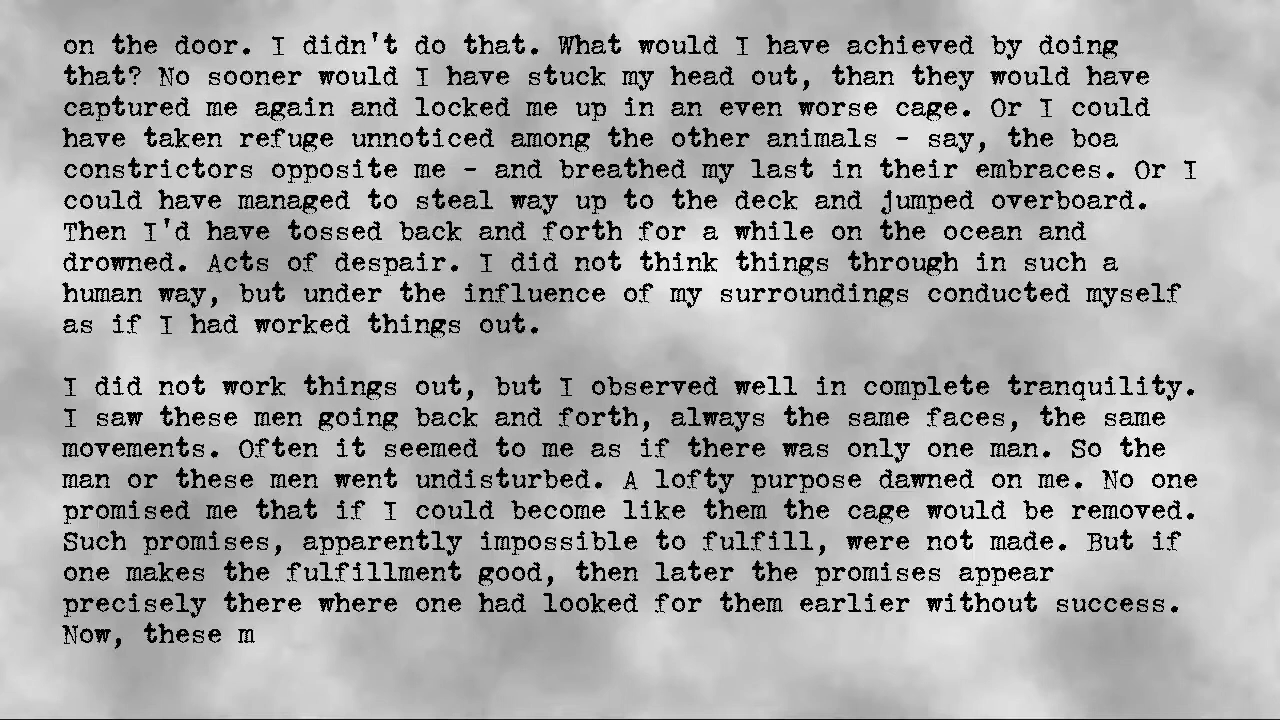 on the door. I didn't do that. What would I have achieved by doing
that? No sooner would I have stuck my head out, than they would have
captured me again and locked me up in an even worse cage. Or I could
have taken refuge unnoticed among the other animals - say, the boa
constrictors opposite me - and breathed my last in their embraces. Or I
could have managed to steal way up to the deck and jumped overboard.
Then I'd have tossed back and forth for a while on the ocean and
drowned. Acts of despair. I did not think things through in such a
human way, but under the influence of my surroundings conducted myself
as if I had worked things out.

I did not work things out, but I observed well in complete tranquility.
I saw these men going back and forth, always the same faces, the same
movements. Often it seemed to me as if there was only one man. So the
man or these men went undisturbed. A lofty purpose dawned on me. No one
promised me that if I could become like them the cage would be removed.
Such promises, apparently impossible to fulfill, were not made. But if
one makes the fulfillment good, then later the promises appear
precisely there where one had looked for them earlier without success.
Now, these m